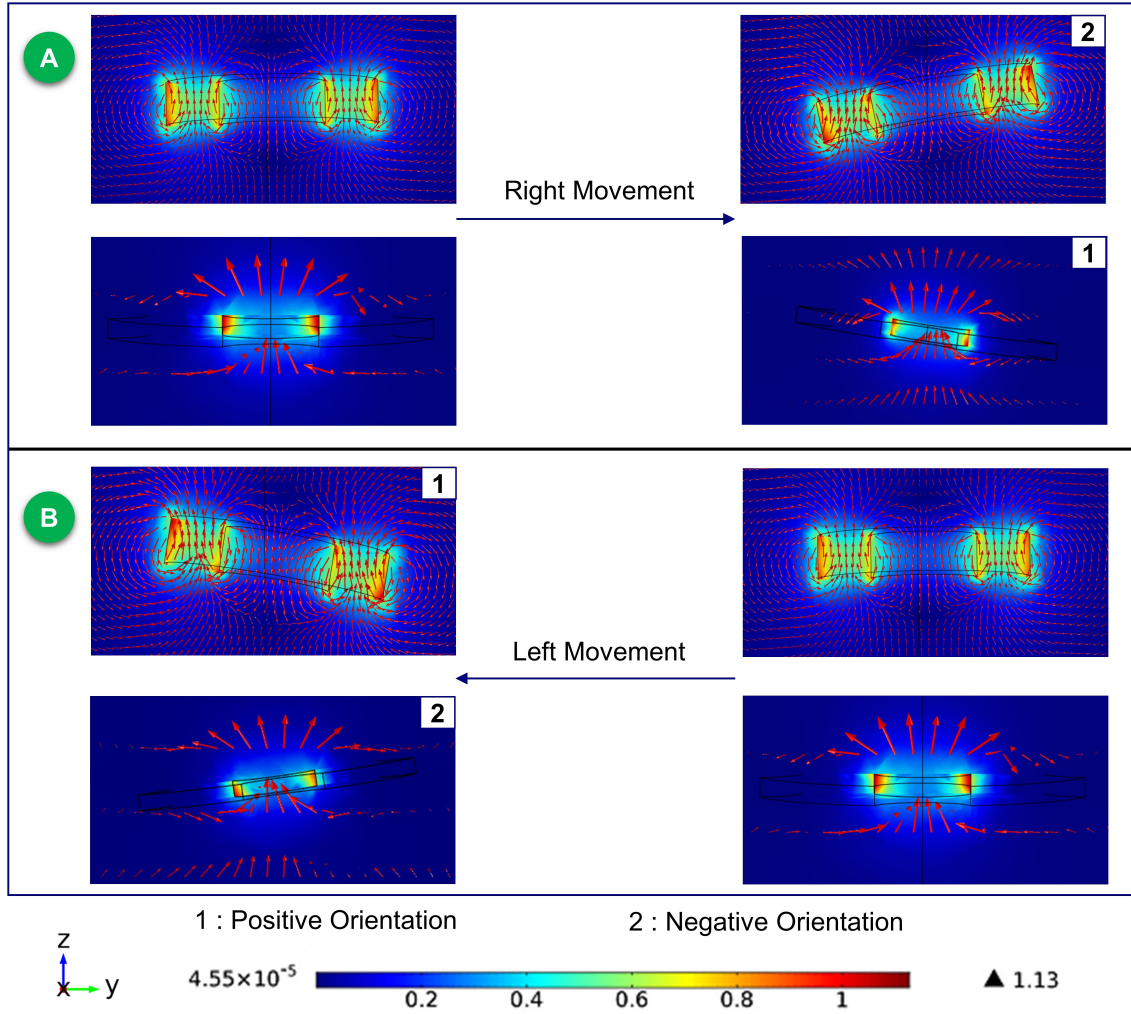 A
2
Right Movement
1
B
1
Left Movement
2
1 : Positive Orientation
2 : Negative Orientation
z
x
y
4.55×10⁻⁵
0.2
0.4
0.6
0.8
1
▲ 1.13